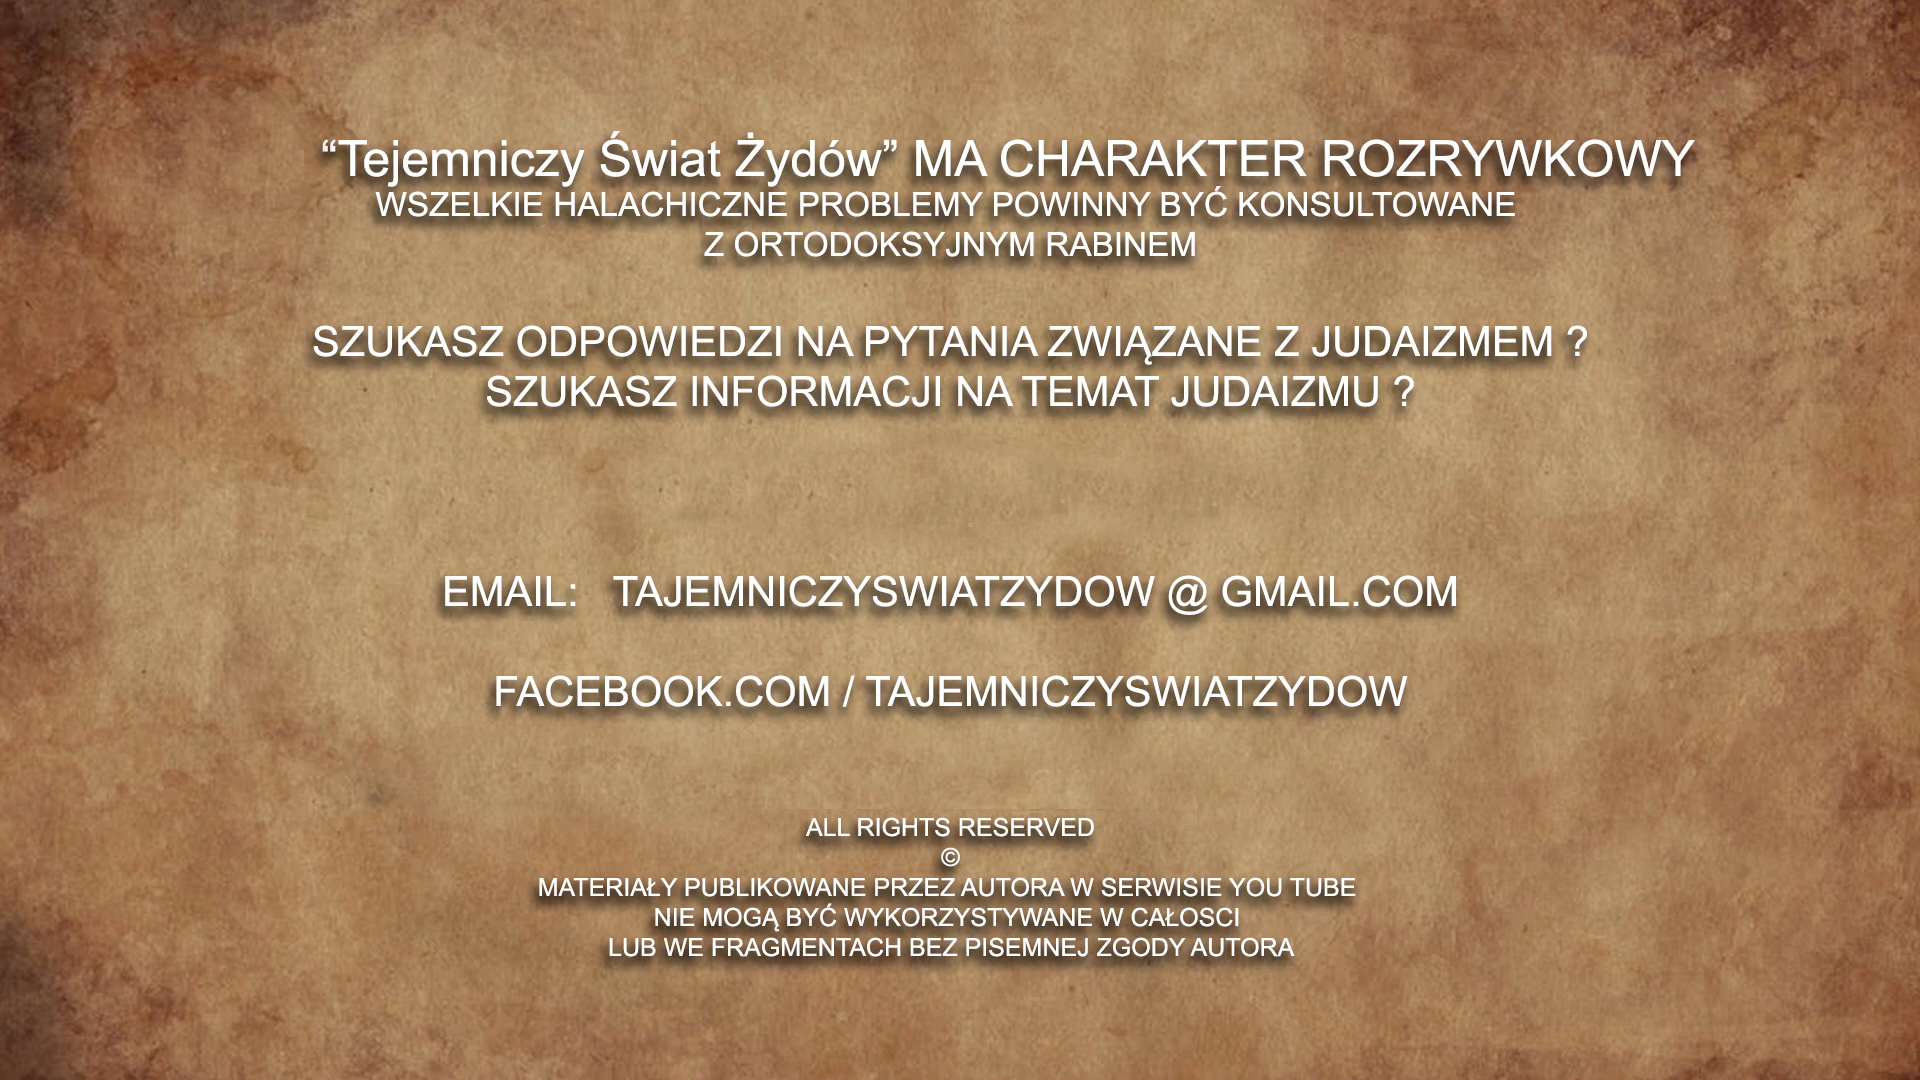 “Tejemniczy Świat Żydów” MA CHARAKTER ROZRYWKOWY
WSZELKIE HALACHICZNE PROBLEMY POWINNY BYĆ KONSULTOWANE
Z ORTODOKSYJNYM RABINEM
SZUKASZ ODPOWIEDZI NA PYTANIA ZWIĄZANE Z JUDAIZMEM ?
SZUKASZ INFORMACJI NA TEMAT JUDAIZMU ?
EMAIL: TAJEMNICZYSWIATZYDOW @ GMAIL.COM
FACEBOOK.COM / TAJEMNICZYSWIATZYDOW
ALL RIGHTS RESERVED
©
MATERIAŁY PUBLIKOWANE PRZEZ AUTORA W SERWISIE YOU TUBE
NIE MOGĄ BYĆ WYKORZYSTYWANE W CAŁOSCI
LUB WE FRAGMENTACH BEZ PISEMNEJ ZGODY AUTORA